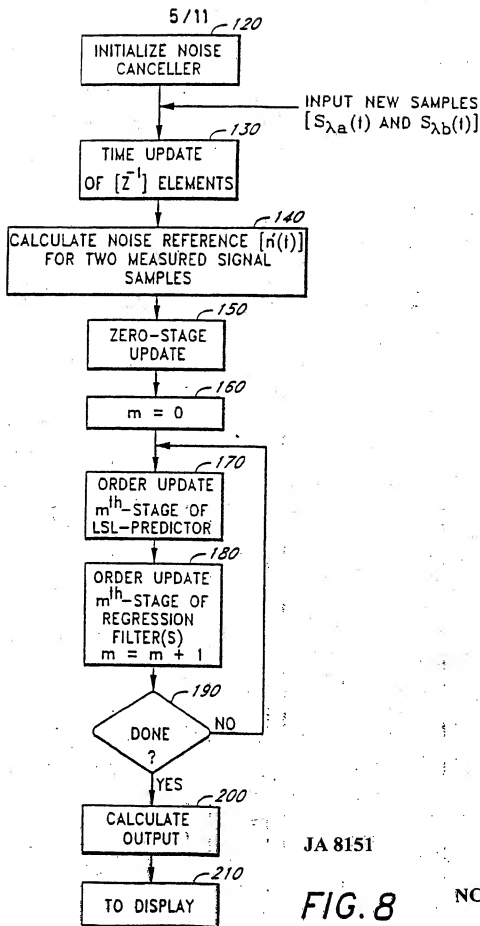 5/11
120
INITIALIZE NOISE
CANCELLER
INPUT NEW SAMPLES
[Sλa(t) AND Sλb(t)]
130
TIME UPDATE
OF [Z⁻¹] ELEMENTS
140
CALCULATE NOISE REFERENCE [n'(t)]
FOR TWO MEASURED SIGNAL
SAMPLES
150
ZERO-STAGE
UPDATE
160
m = 0
170
ORDER UPDATE
mth-STAGE OF
LSL-PREDICTOR
180
ORDER UPDATE
mth-STAGE OF
REGRESSION
FILTER(S)
m = m + 1
190
DONE
?
NO
YES
200
CALCULATE
OUTPUT
JA 8151
210
TO DISPLAY
FIG. 8
NC